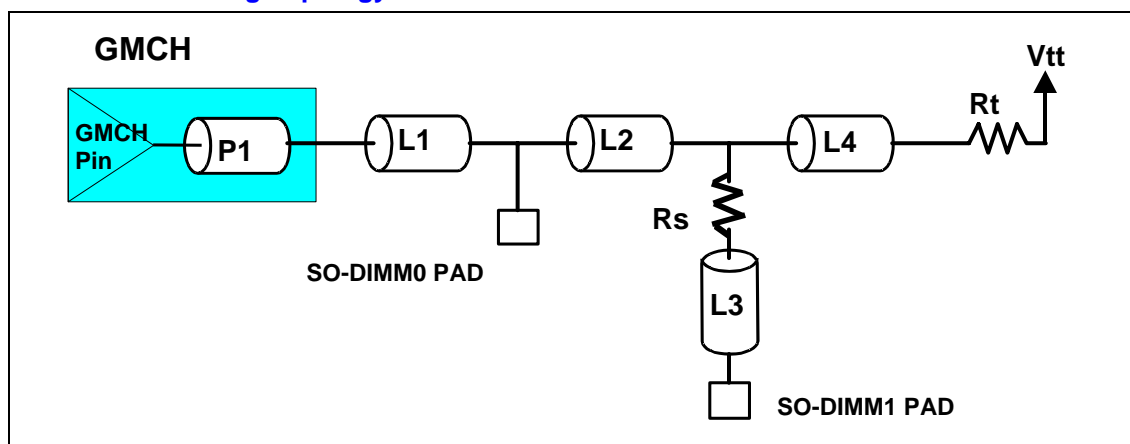 GMCH
Vtt
Rt
GMCH
Pin
P1
L1
L2
L4
Rs
SO-DIMM0 PAD
L3
SO-DIMM1 PAD